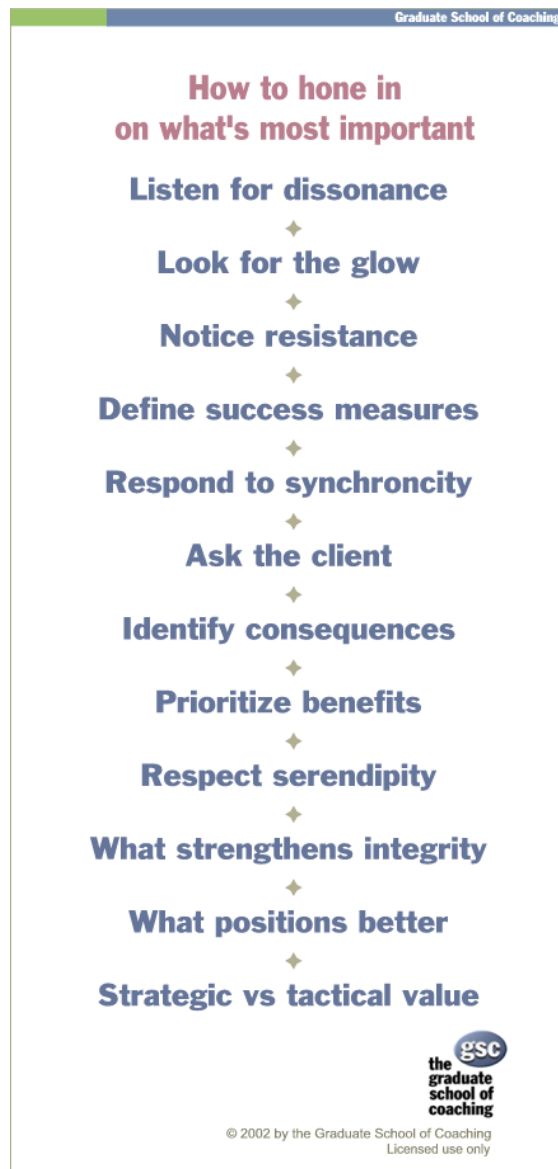 Graduate School of Coaching
How to hone in
on what's most important
Listen for dissonance
Look for the glow
Notice resistance
Define success measures
Respond to synchroncity
Ask the client
Identify consequences
Prioritize benefits
Respect serendipity
What strengthens integrity
What positions better
Strategic vs tactical value
gsc
the
graduate
school of
coaching
© 2002 by the Graduate School of Coaching
Licensed use only